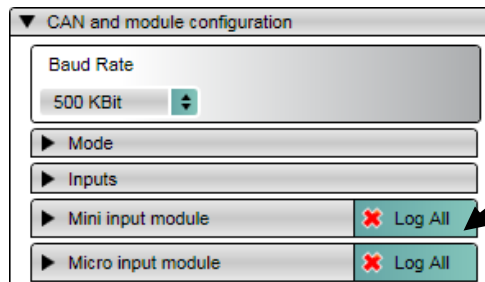 CAN and module configuration
Baud Rate
500 KBit
Mode
Inputs
Mini input module Log All
Micro input module Log All